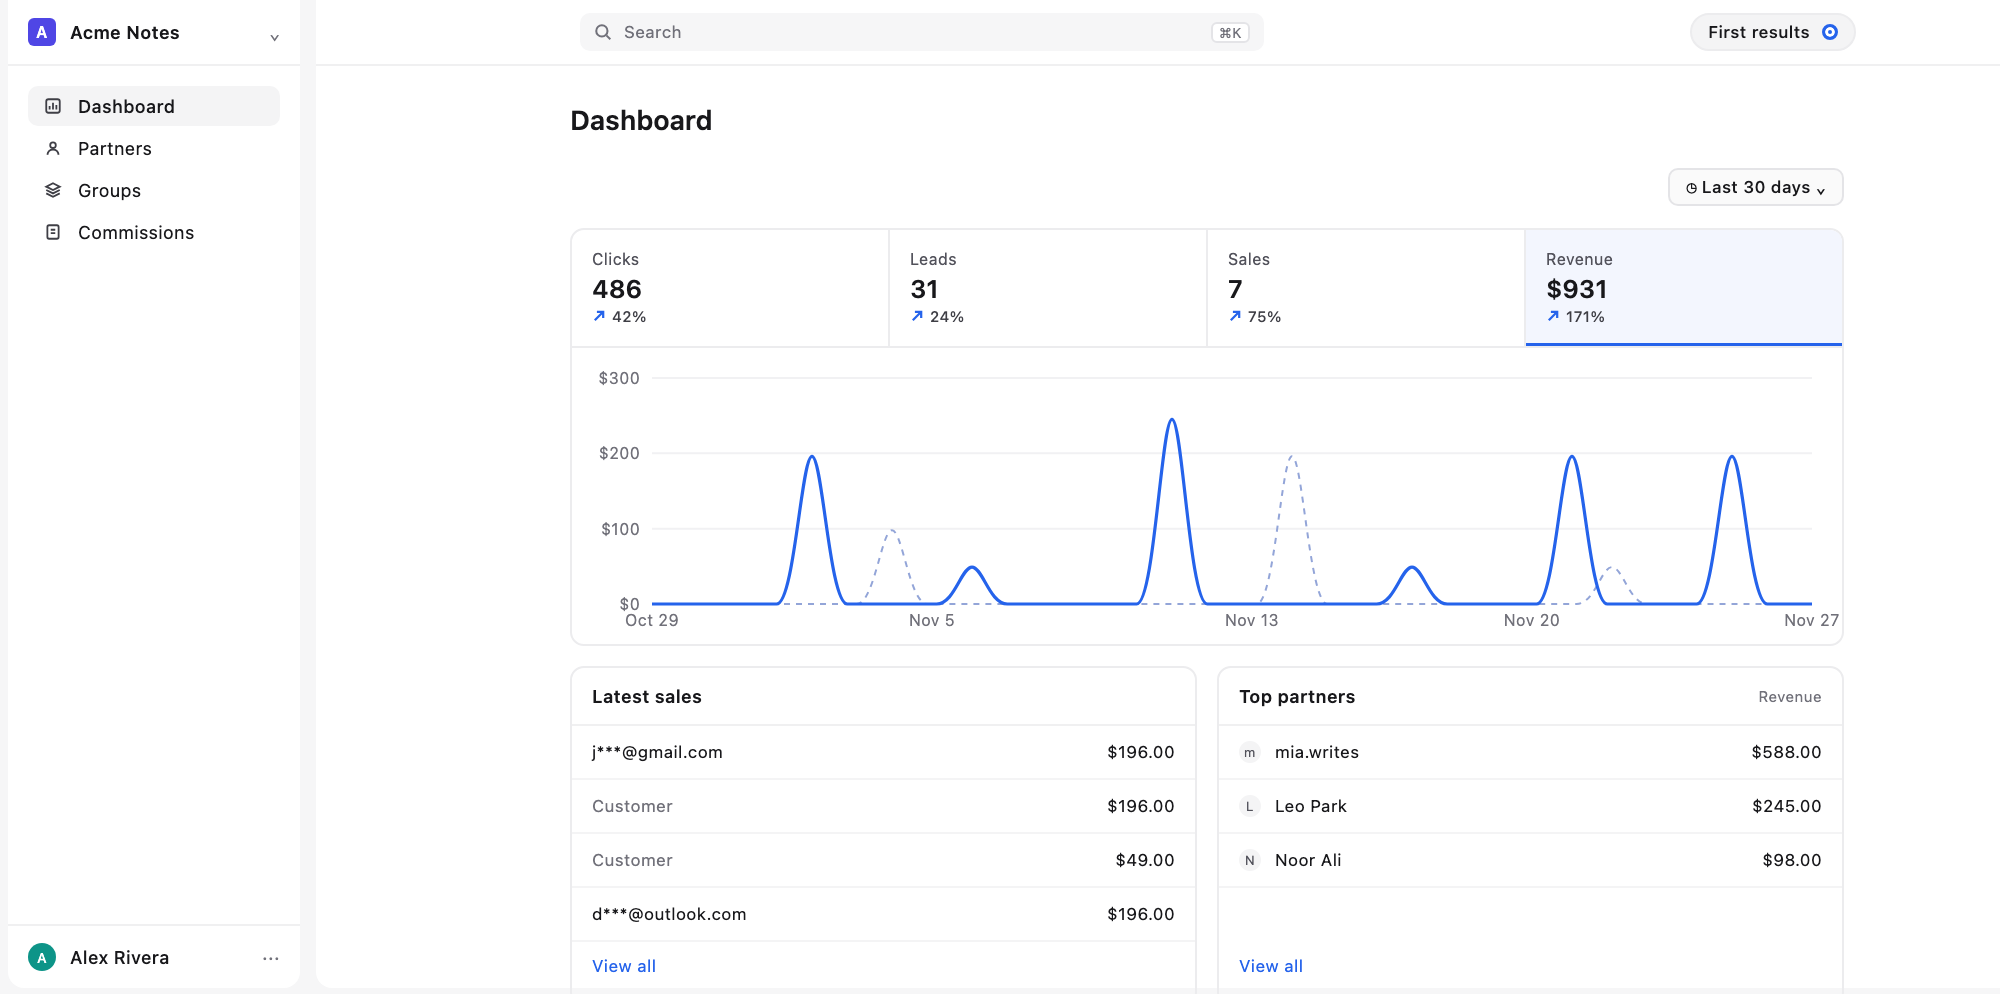 A Acme Notes
Search ⌘K
First results
Dashboard
Partners
Groups
Commissions
Dashboard
Last 30 days
Clicks
486
42%
Leads
31
24%
Sales
7
75%
Revenue
$931
171%
$300
$200
$100
$0
Oct 29 Nov 5 Nov 13 Nov 20 Nov 27
Latest sales
j***@gmail.com $196.00
Customer $196.00
Customer $49.00
d***@outlook.com $196.00
View all
Top partners Revenue
m mia.writes $588.00
L Leo Park $245.00
N Noor Ali $98.00
View all
A Alex Rivera ...